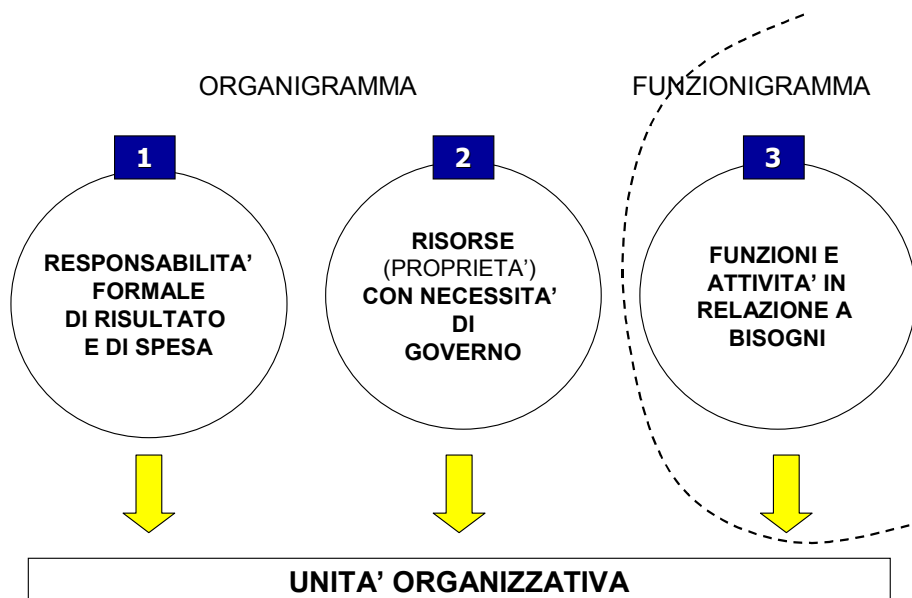 ORGANIGRAMMA
FUNZIONIGRAMMA
1
RESPONSABILITA’
FORMALE
DI RISULTATO
E DI SPESA
2
RISORSE
(PROPRIETA’)
CON NECESSITA’
DI
GOVERNO
3
FUNZIONI E
ATTIVITA’ IN
RELAZIONE A
BISOGNI
UNITA’ ORGANIZZATIVA